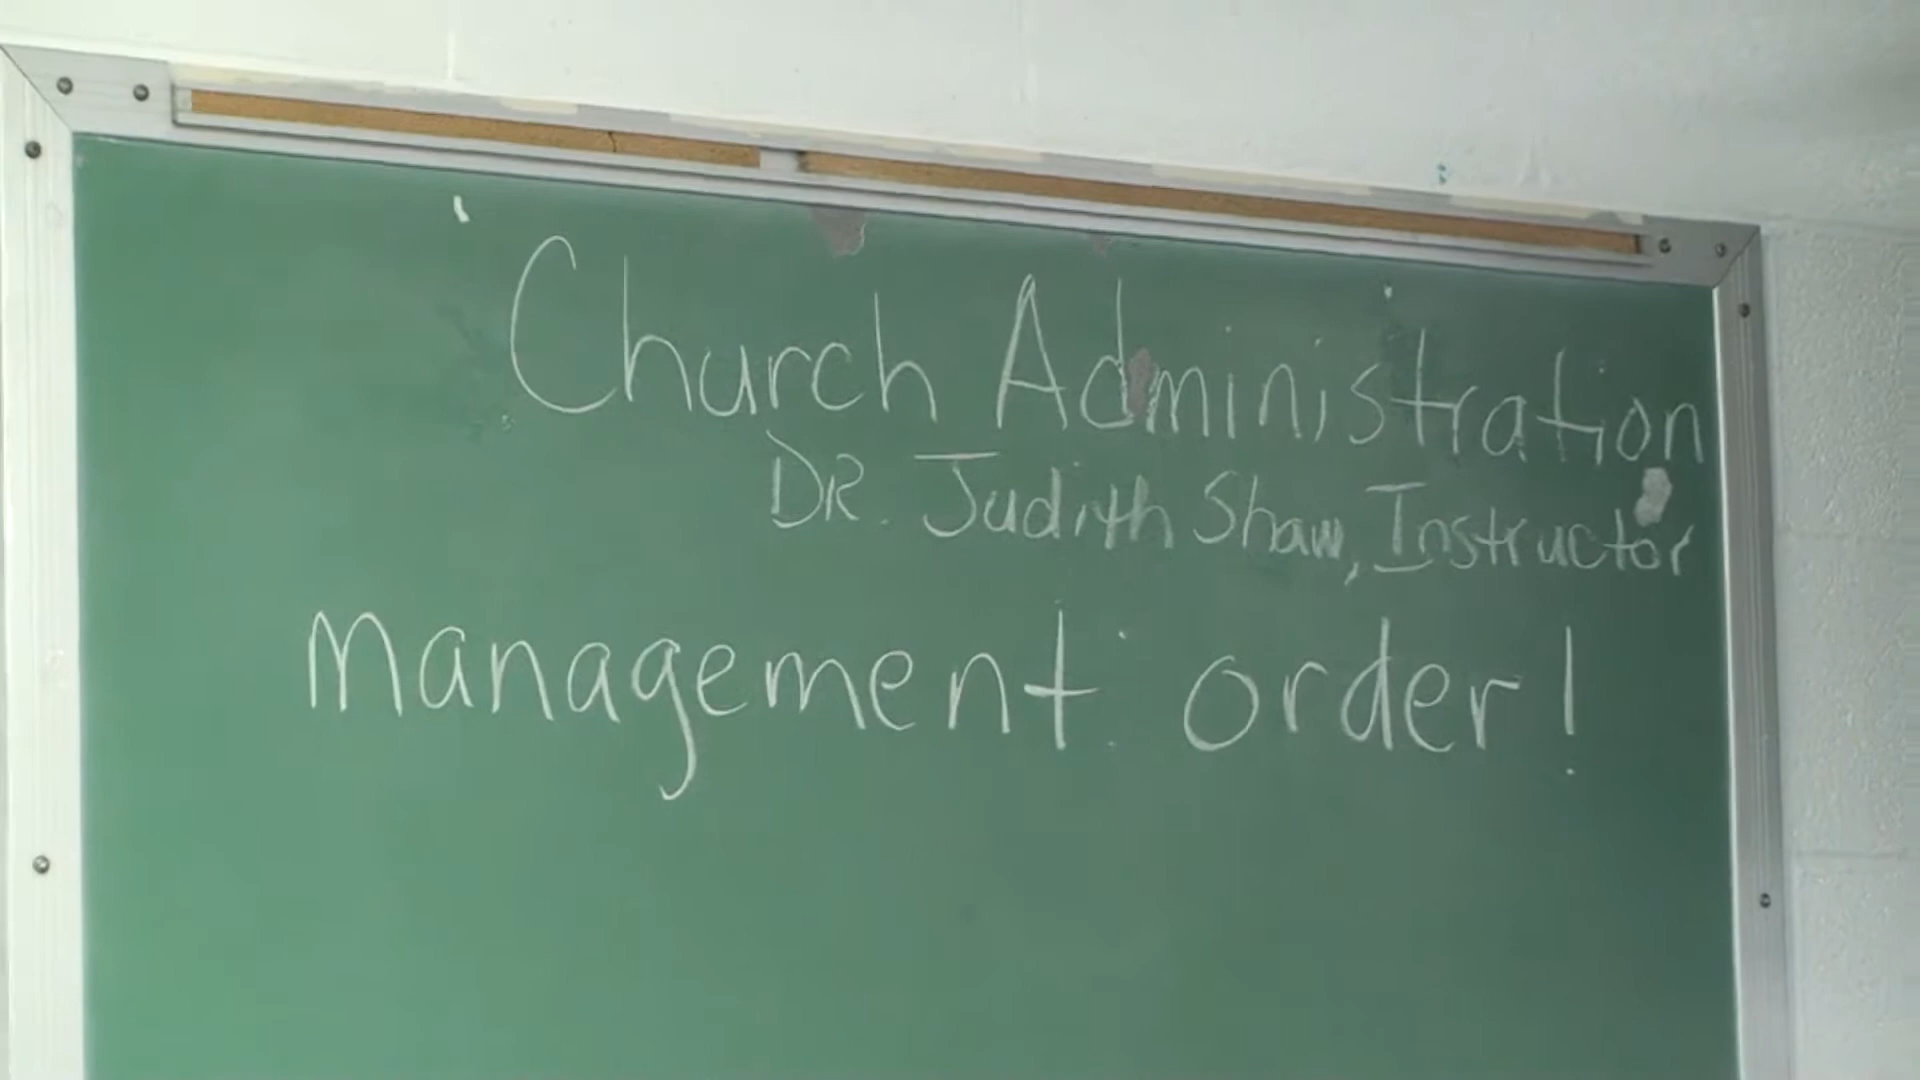 Church Administration
DR. Judith Shaw, Instructor
management order!